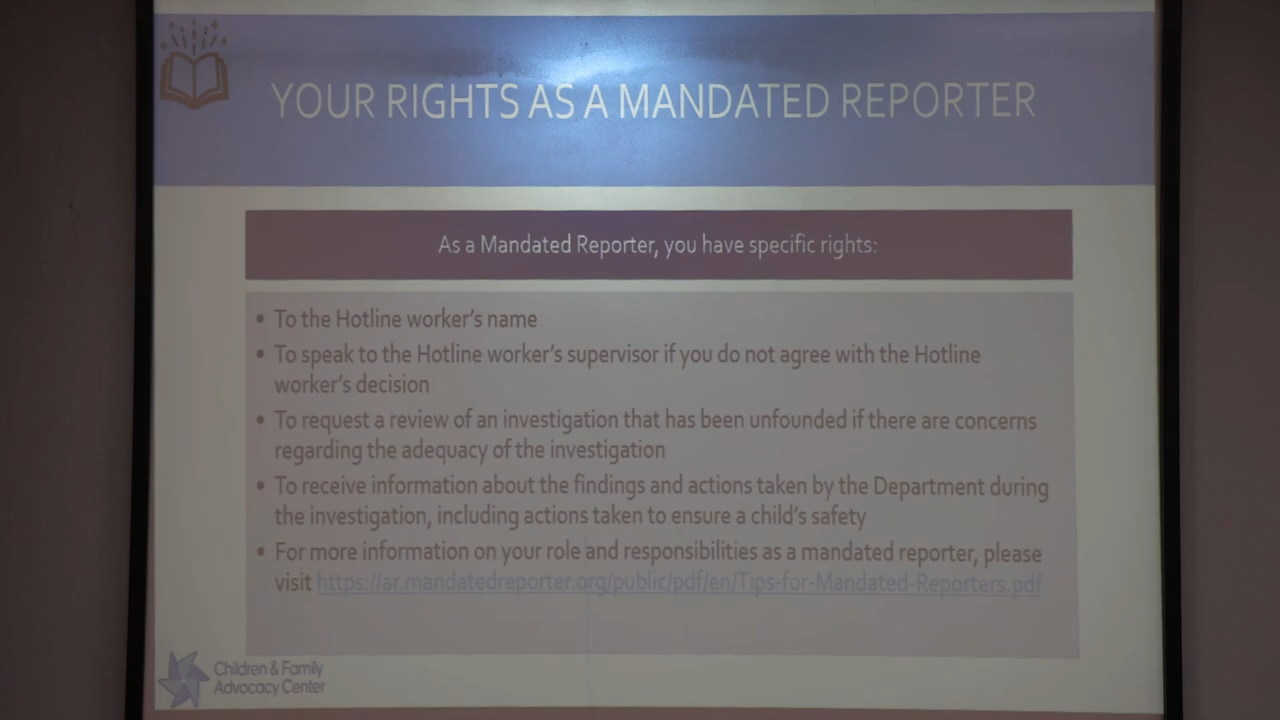 YOUR RIGHTS AS A MANDATED REPORTER
As a Mandated Reporter, you have specific rights:
• To the Hotline worker's name
• To speak to the Hotline worker's supervisor if you do not agree with the Hotline
worker's decision
• To request a review of an investigation that has been unfounded if there are concerns
regarding the adequacy of the investigation
• To receive information about the findings and actions taken by the Department during
the investigation, including actions taken to ensure a child's safety
• For more information on your role and responsibilities as a mandated reporter, please
visit https://ar.mandatedreporter.org/public/pdf/en/Tips-for-Mandated-Reporters.pdf
Children & Family
Advocacy Center